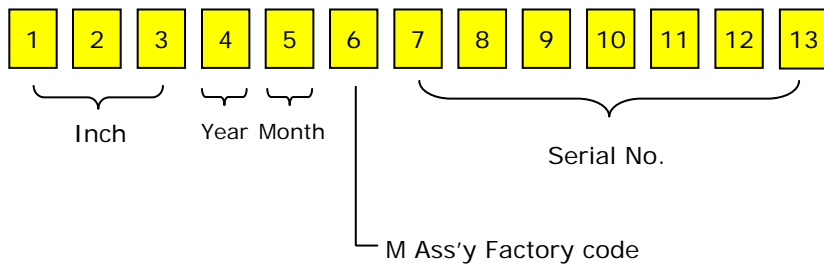 1 2 3 4 5 6 7 8 9 10 11 12 13
Inch Year Month
Serial No.
M Ass'y Factory code